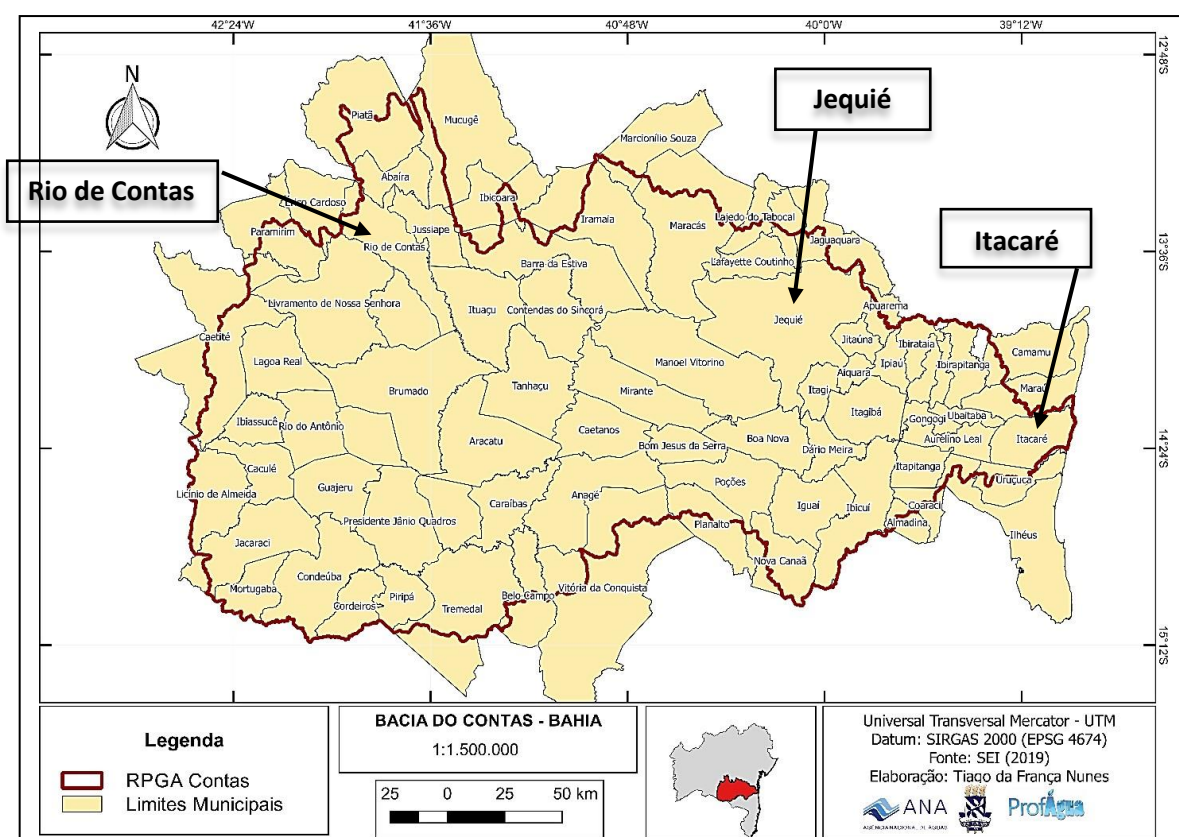 42°24'W 41°36'W 40°48'W 40°0'W 39°12'W
12°48'S
N
Jequié
Piatã
Mucugê
Marcionílio Souza
Rio de Contas
Abaíra
Érico Cardoso
Ibicoara
Iramaia
Maracás
Lajedo do Tabocal
Itacaré
Paramirim
Jussiape
Rio de Contas
Jaguaquara
13°36'S
Barra da Estiva
Lafayette Coutinho
Livramento de Nossa Senhora
Ituaçu
Contendas do Sincorá
Apuarema
Jequié
Caetité
Jitaúna
Ibirataia
Camamu
Lagoa Real
Manoel Vitorino
Ipiaú
Ibirapitanga
Aiquara
Brumado
Tanhaçu
Mirante
Itagi
Maraú
Ibiassucê
Rio do Antônio
Itagibá
Gongogi
Ubaitaba
Aracatu
Caetanos
Bom Jesus da Serra
Boa Nova
Dário Meira
Aurelino Leal
Itacaré
14°24'S
Caculé
Itapitanga
Licínio de Almeida
Guajeru
Anagé
Poções
Uruçuca
Presidente Jânio Quadros
Caraíbas
Iguaí
Ibicuí
Coaraci
Almadina
Planalto
Ilhéus
Jacaraci
Nova Canaã
Mortugaba
Condeúba
Cordeiros
Piripá
Tremedal
Belo Campo
Vitória da Conquista
15°12'S
Legenda
RPGA Contas
Limites Municipais
BACIA DO CONTAS - BAHIA
1:1.500.000
25 0 25 50 km
Universal Transversal Mercator - UTM
Datum: SIRGAS 2000 (EPSG 4674)
Fonte: SEI (2019)
Elaboração: Tiago da França Nunes
ANA
AGÊNCIA NACIONAL DE ÁGUAS
ProfÁgua